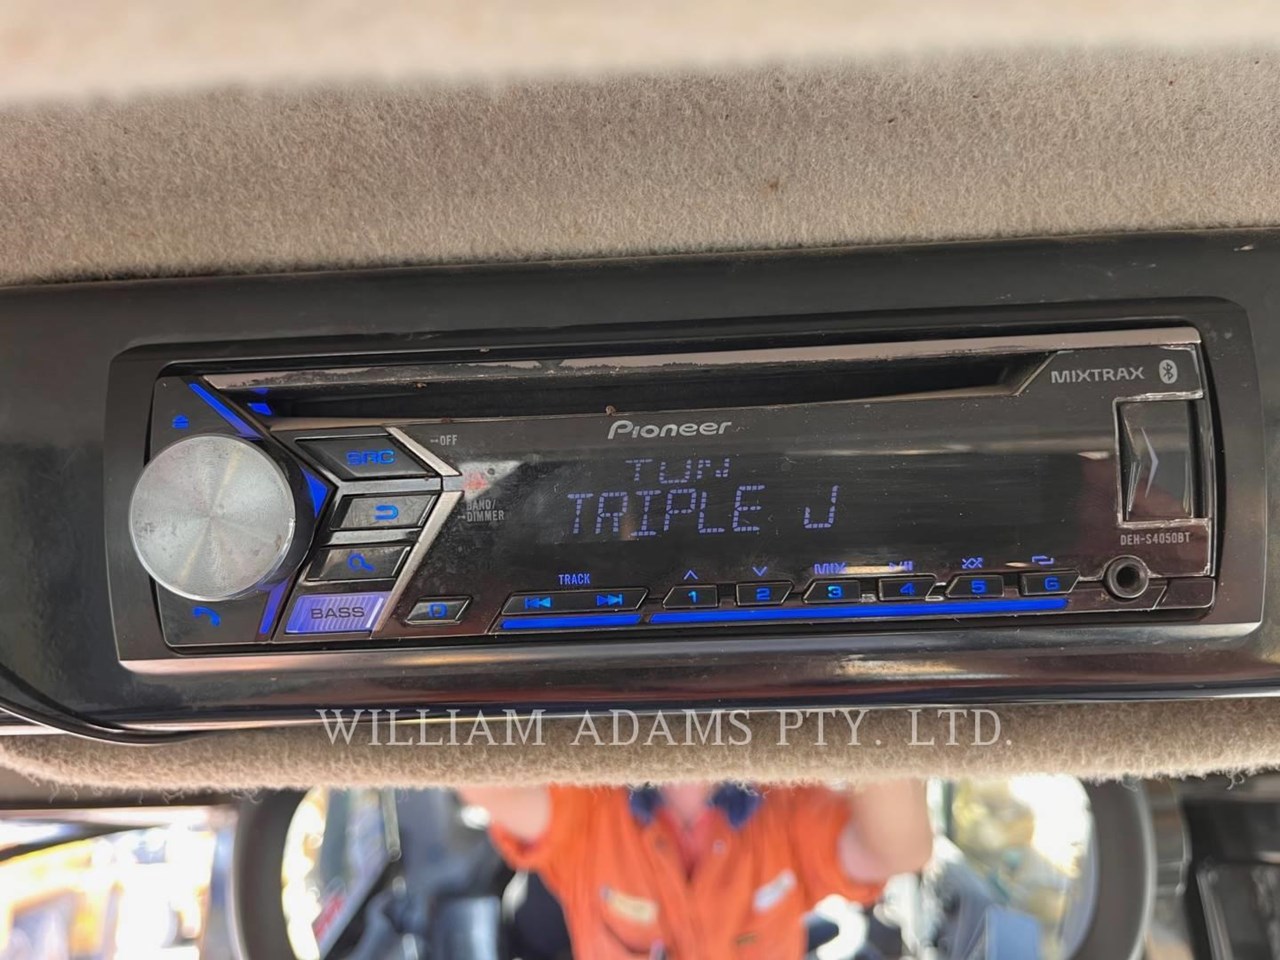 MIXTRAX
Pioneer
OFF
SRC
TUN
BAND/
DIMMER
TRIPLE J
DEH-S4050BT
TRACK
MIX
1 2 3 4 5 6
BASS
D
WILLIAM ADAMS PTY. LTD.